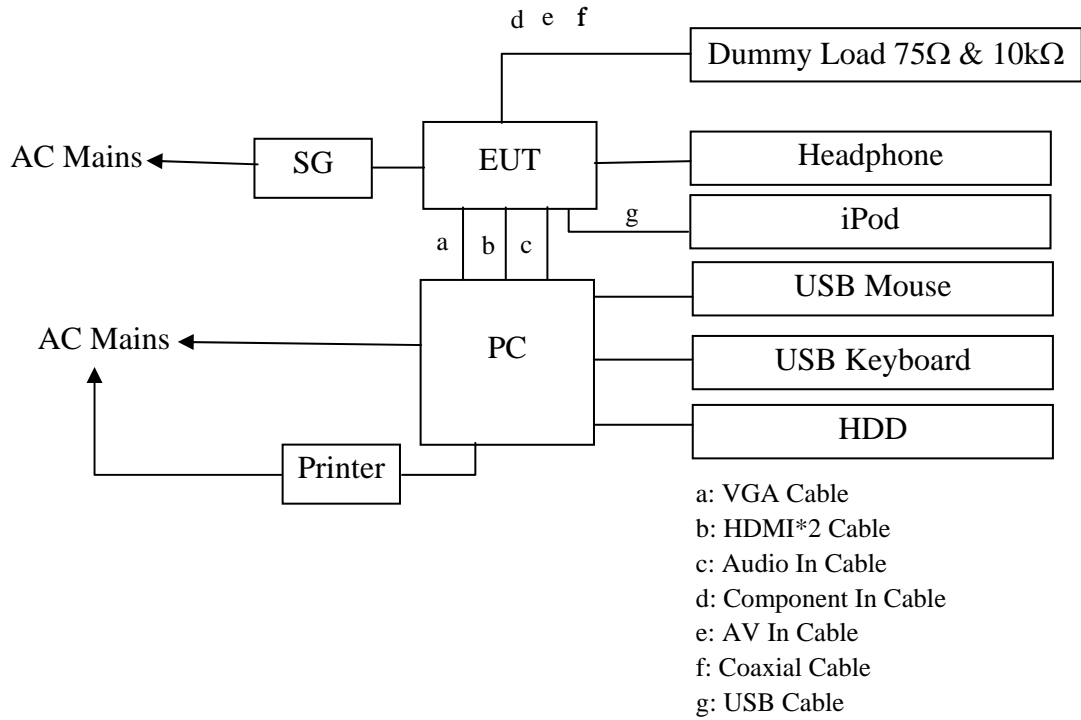 d e f
Dummy Load 75Ω & 10kΩ
AC Mains
SG
EUT
Headphone
g
iPod
a
b
c
USB Mouse
AC Mains
PC
USB Keyboard
HDD
Printer
a: VGA Cable
b: HDMI*2 Cable
c: Audio In Cable
d: Component In Cable
e: AV In Cable
f: Coaxial Cable
g: USB Cable